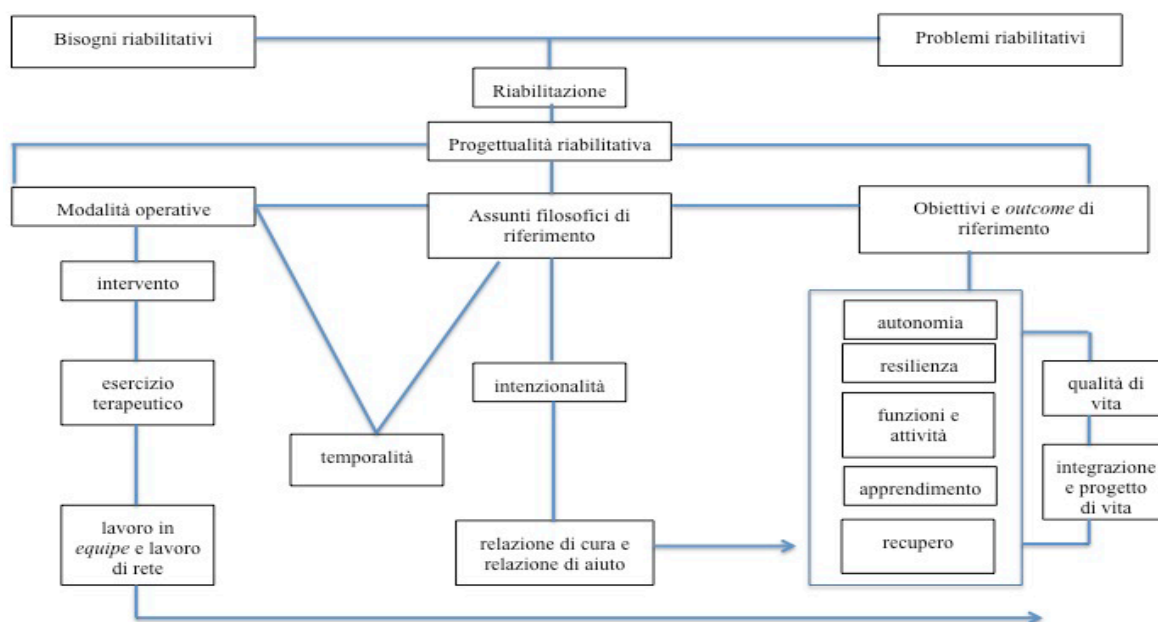 Bisogni riabilitativi
Problemi riabilitativi
Riabilitazione
Progettualità riabilitativa
Modalità operative
Assunti filosofici di
riferimento
Obiettivi e outcome di
riferimento
intervento
esercizio
terapeutico
lavoro in
equipe e lavoro
di rete
temporalità
intenzionalità
relazione di cura e
relazione di aiuto
autonomia
resilienza
funzioni e
attività
apprendimento
recupero
qualità di
vita
integrazione
e progetto
di vita